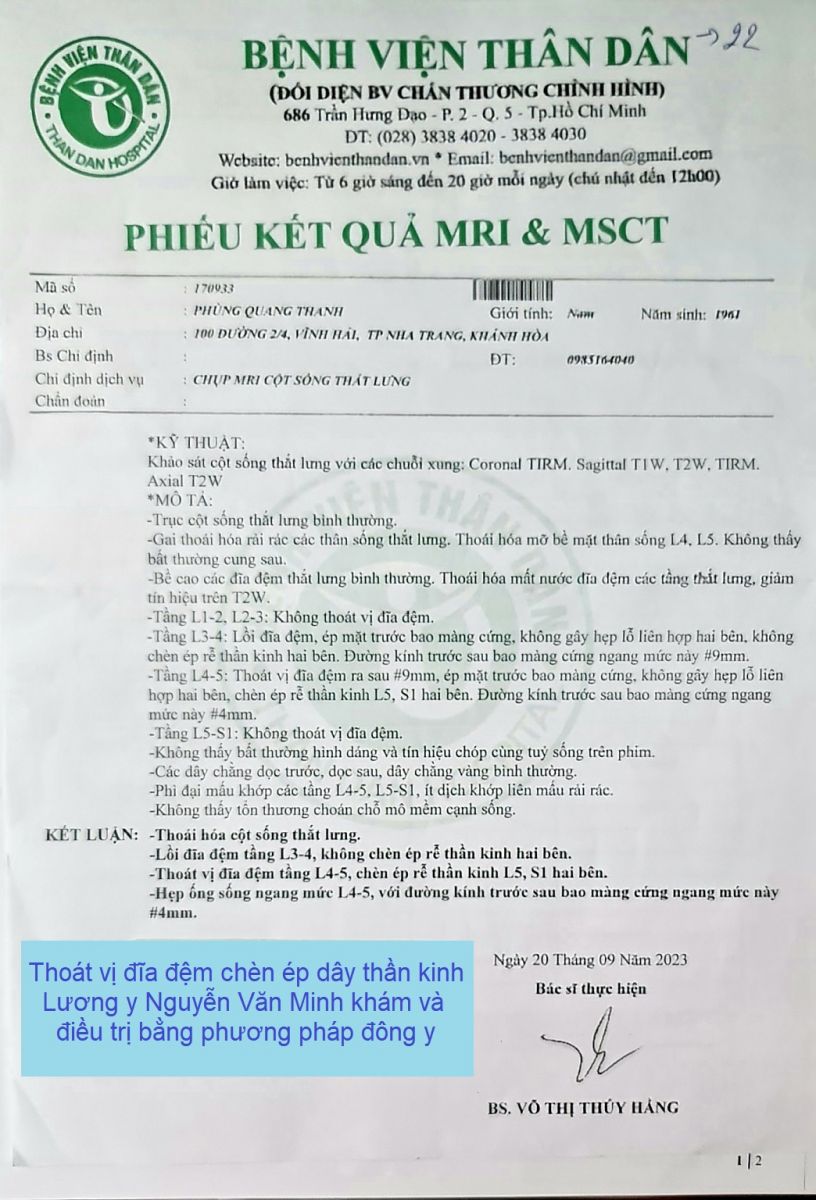 BỆNH VIỆN THÂN DÂN
THAN DAN HOSPITAL
BỆNH VIỆN THÂN DÂN →22
(ĐỐI DIỆN BV CHẤN THƯƠNG CHỈNH HÌNH)
686 Trần Hưng Đạo - P. 2 - Q. 5 - Tp.Hồ Chí Minh
ĐT: (028) 3838 4020 - 3838 4030
Website: benhvienthandan.vn * Email: benhvienthandan@gmail.com
Giờ làm việc: Từ 6 giờ sáng đến 20 giờ mỗi ngày (chủ nhật đến 12h00)
PHIẾU KẾT QUẢ MRI & MSCT
Mã số : 170933
Họ & Tên : PHÙNG QUANG THANH Giới tính: Nam Năm sinh: 1961
Địa chỉ : 100 ĐƯỜNG 2/4, VĨNH HẢI, TP NHA TRANG, KHÁNH HÒA
Bs Chỉ định : ĐT: 0985164040
Chỉ định dịch vụ : CHỤP MRI CỘT SỐNG THẮT LƯNG
Chẩn đoán :
*KỸ THUẬT:
Khảo sát cột sống thắt lưng với các chuỗi xung: Coronal TIRM. Sagittal T1W, T2W, TIRM.
Axial T2W
*MÔ TẢ:
-Trục cột sống thắt lưng bình thường.
-Gai thoái hóa rải rác các thân sống thắt lưng. Thoái hóa mỡ bề mặt thân sống L4, L5. Không thấy
bất thường cung sau.
-Bề cao các đĩa đệm thắt lưng bình thường. Thoái hóa mất nước đĩa đệm các tầng thắt lưng, giảm
tín hiệu trên T2W.
-Tầng L1-2, L2-3: Không thoát vị đĩa đệm.
-Tầng L3-4: Lồi đĩa đệm, ép mặt trước bao màng cứng, không gây hẹp lỗ liên hợp hai bên, không
chèn ép rễ thần kinh hai bên. Đường kính trước sau bao màng cứng ngang mức này #9mm.
-Tầng L4-5: Thoát vị đĩa đệm ra sau #9mm, ép mặt trước bao màng cứng, không gây hẹp lỗ liên
hợp hai bên, chèn ép rễ thần kinh L5, S1 hai bên. Đường kính trước sau bao màng cứng ngang
mức này #4mm.
-Tầng L5-S1: Không thoát vị đĩa đệm.
-Không thấy bất thường hình dáng và tín hiệu chóp cùng tuỷ sống trên phim.
-Các dây chằng dọc trước, dọc sau, dây chằng vàng bình thường.
-Phì đại mấu khớp các tầng L4-5, L5-S1, ít dịch khớp liên mấu rải rác.
-Không thấy tổn thương choán chỗ mô mềm cạnh sống.
KẾT LUẬN: -Thoái hóa cột sống thắt lưng.
-Lồi đĩa đệm tầng L3-4, không chèn ép rễ thần kinh hai bên.
-Thoát vị đĩa đệm tầng L4-5, chèn ép rễ thần kinh L5, S1 hai bên.
-Hẹp ống sống ngang mức L4-5, với đường kính trước sau bao màng cứng ngang mức này
#4mm.
Thoát vị đĩa đệm chèn ép dây thần kinh
Lương y Nguyễn Văn Minh khám và
điều trị bằng phương pháp đông y
Ngày 20 Tháng 09 Năm 2023
Bác sĩ thực hiện
BS. VÕ THỊ THÚY HẰNG
1 | 2